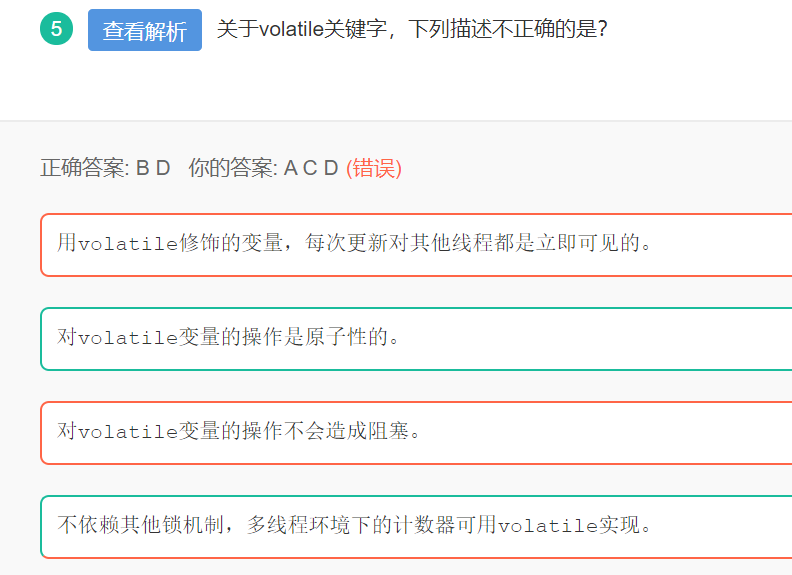 5 查看解析 关于volatile关键字，下列描述不正确的是？
正确答案: B D 你的答案: A C D (错误)
用volatile修饰的变量，每次更新对其他线程都是立即可见的。
对volatile变量的操作是原子性的。
对volatile变量的操作不会造成阻塞。
不依赖其他锁机制，多线程环境下的计数器可用volatile实现。